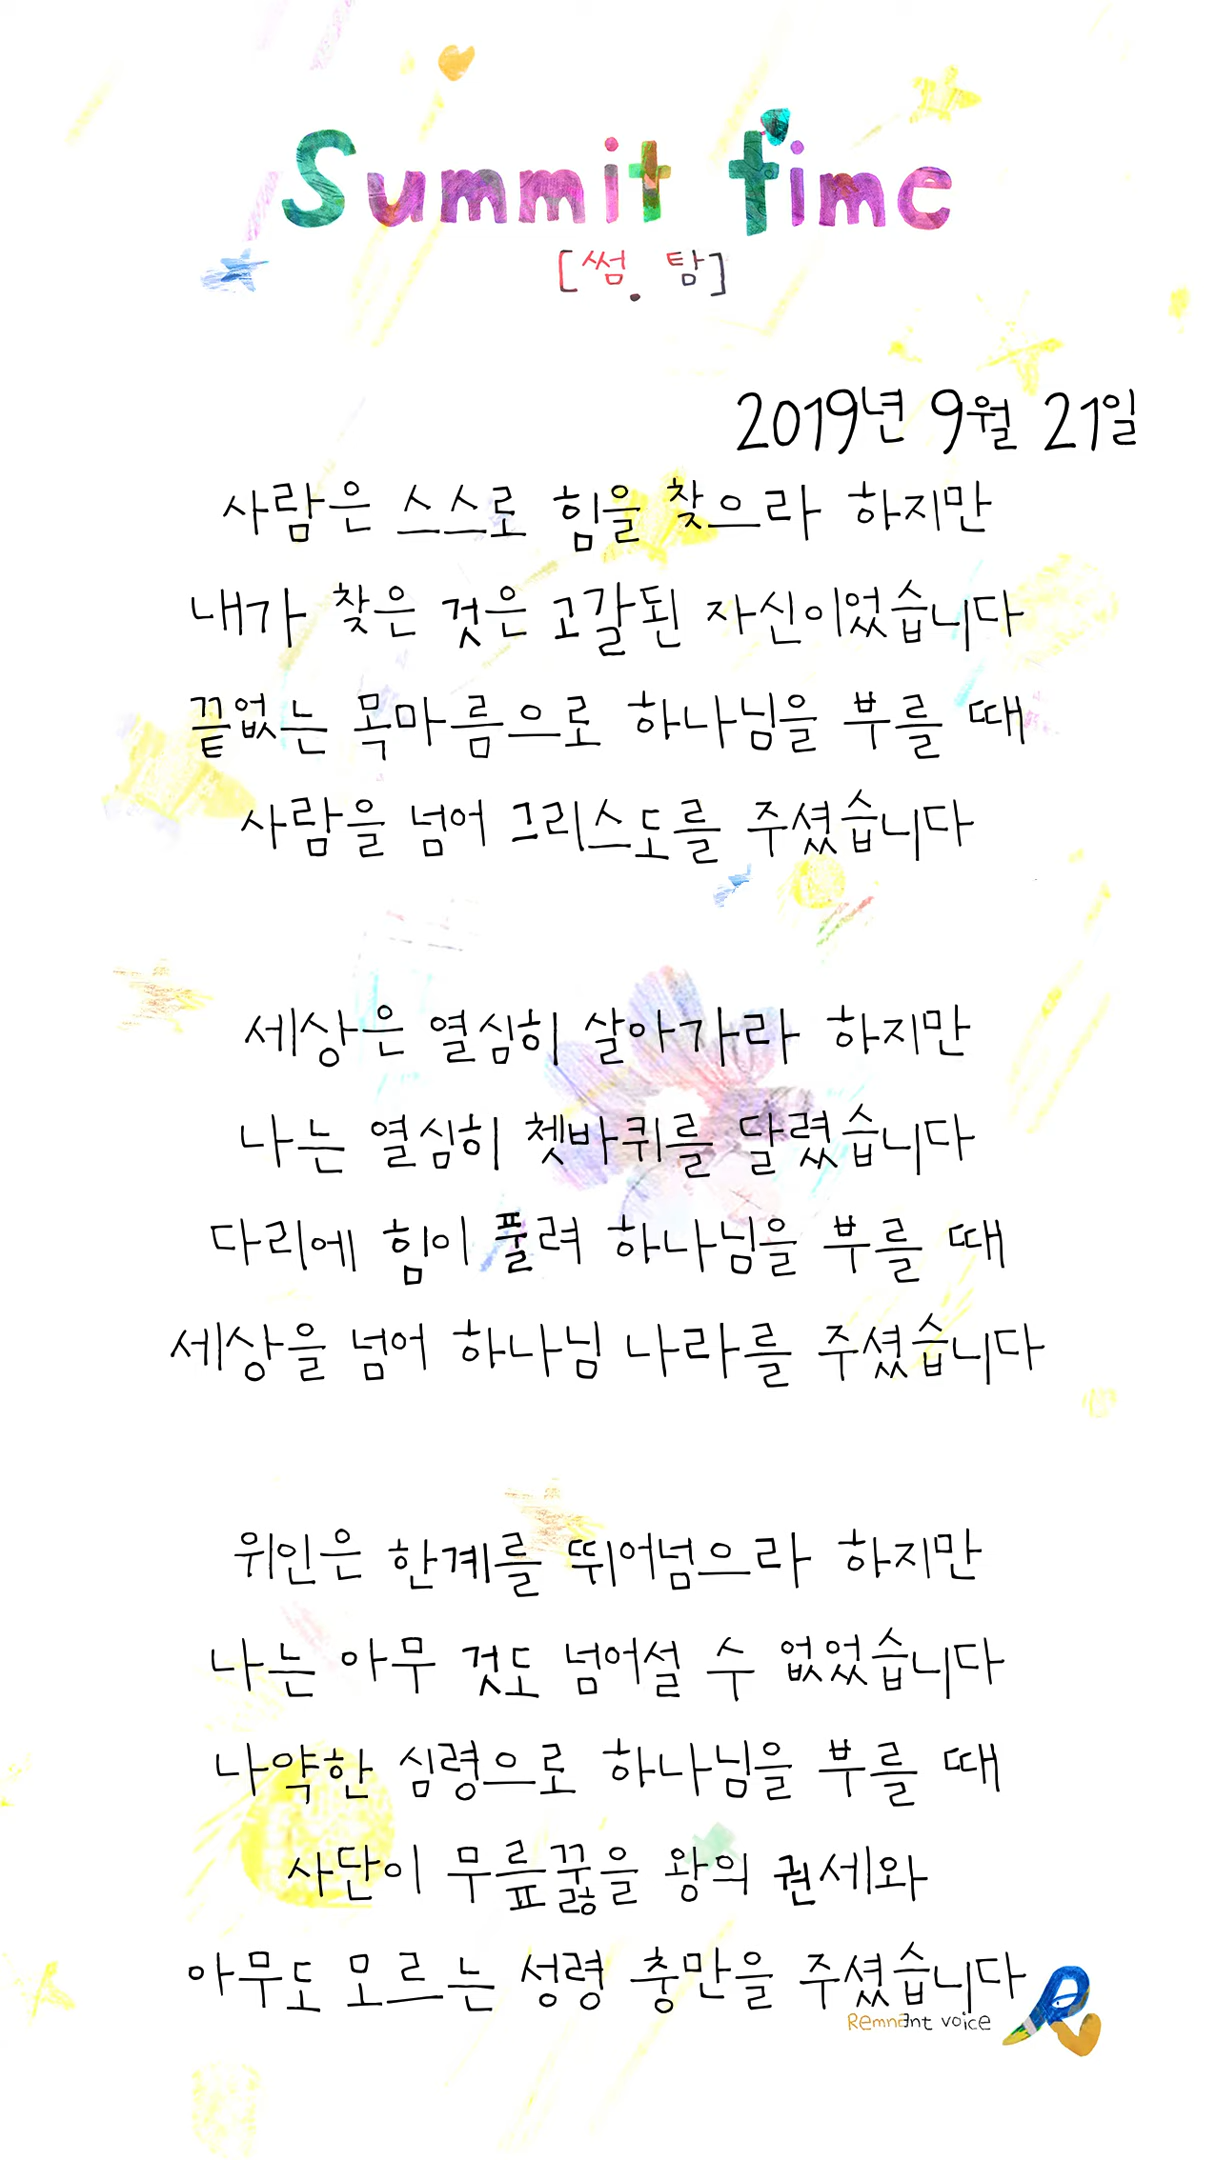 Summit time
[썸. 탐]
2019년 9월 21일
사람은 스스로 힘을 찾으라 하지만
내가 찾은 것은 고갈된 자신이었습니다
끝없는 목마름으로 하나님을 부를 때
사람을 넘어 그리스도를 주셨습니다
세상은 열심히 살아가라 하지만
나는 열심히 쳇바퀴를 달렸습니다
다리에 힘이 풀려 하나님을 부를 때
세상을 넘어 하나님 나라를 주셨습니다
위인은 한계를 뛰어넘으라 하지만
나는 아무 것도 넘어설 수 없었습니다
나약한 심령으로 하나님을 부를 때
사단이 무릎꿇을 왕의 권세와
아무도 모르는 성령 충만을 주셨습니다
Remnant voice